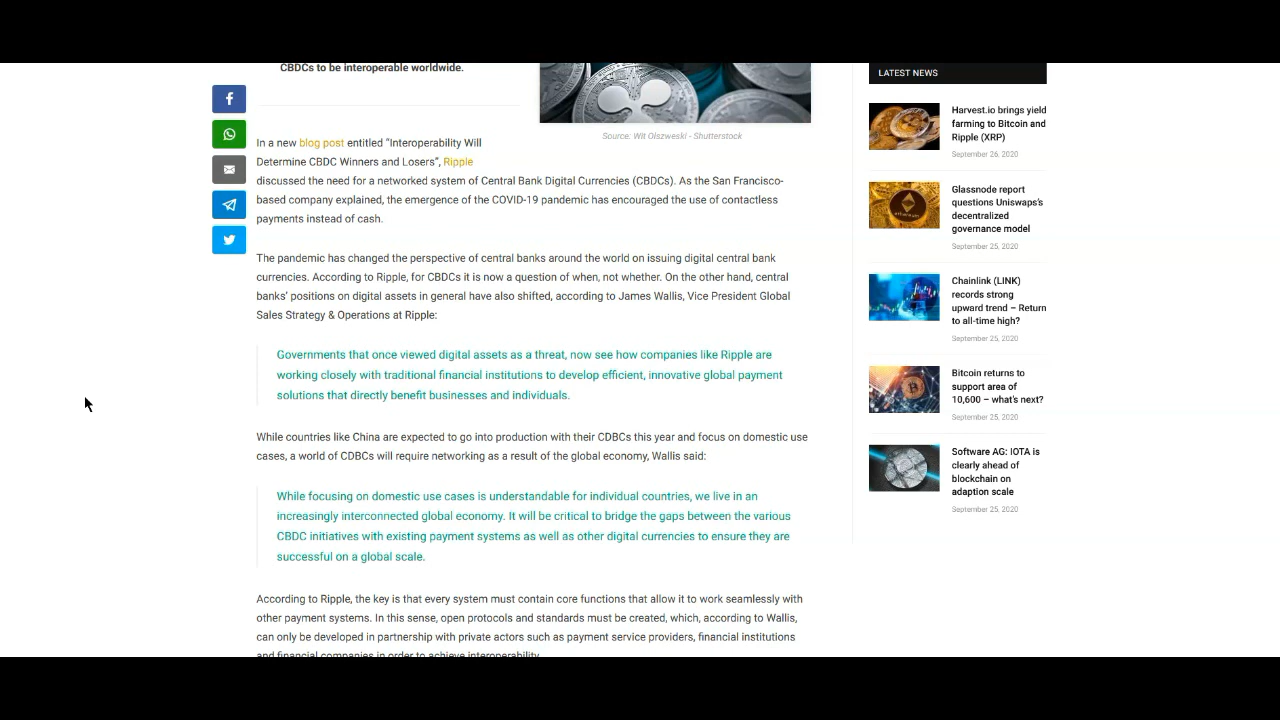 CBDCs to be interoperable worldwide.
Source: Wit Olszweski - Shutterstock
In a new blog post entitled “Interoperability Will
Determine CBDC Winners and Losers”, Ripple
discussed the need for a networked system of Central Bank Digital Currencies (CBDCs). As the San Francisco-
based company explained, the emergence of the COVID-19 pandemic has encouraged the use of contactless
payments instead of cash.
The pandemic has changed the perspective of central banks around the world on issuing digital central bank
currencies. According to Ripple, for CBDCs it is now a question of when, not whether. On the other hand, central
banks’ positions on digital assets in general have also shifted, according to James Wallis, Vice President Global
Sales Strategy & Operations at Ripple:
Governments that once viewed digital assets as a threat, now see how companies like Ripple are
working closely with traditional financial institutions to develop efficient, innovative global payment
solutions that directly benefit businesses and individuals.
While countries like China are expected to go into production with their CDBCs this year and focus on domestic use
cases, a world of CDBCs will require networking as a result of the global economy, Wallis said:
While focusing on domestic use cases is understandable for individual countries, we live in an
increasingly interconnected global economy. It will be critical to bridge the gaps between the various
CBDC initiatives with existing payment systems as well as other digital currencies to ensure they are
successful on a global scale.
According to Ripple, the key is that every system must contain core functions that allow it to work seamlessly with
other payment systems. In this sense, open protocols and standards must be created, which, according to Wallis,
can only be developed in partnership with private actors such as payment service providers, financial institutions
and financial companies in order to achieve interoperability.
LATEST NEWS
Harvest.io brings yield
farming to Bitcoin and
Ripple (XRP)
September 26, 2020
Glassnode report
questions Uniswaps’s
decentralized
governance model
September 25, 2020
Chainlink (LINK)
records strong
upward trend – Return
to all-time high?
September 25, 2020
Bitcoin returns to
support area of
10,600 – what’s next?
September 25, 2020
Software AG: IOTA is
clearly ahead of
blockchain on
adaption scale
September 25, 2020